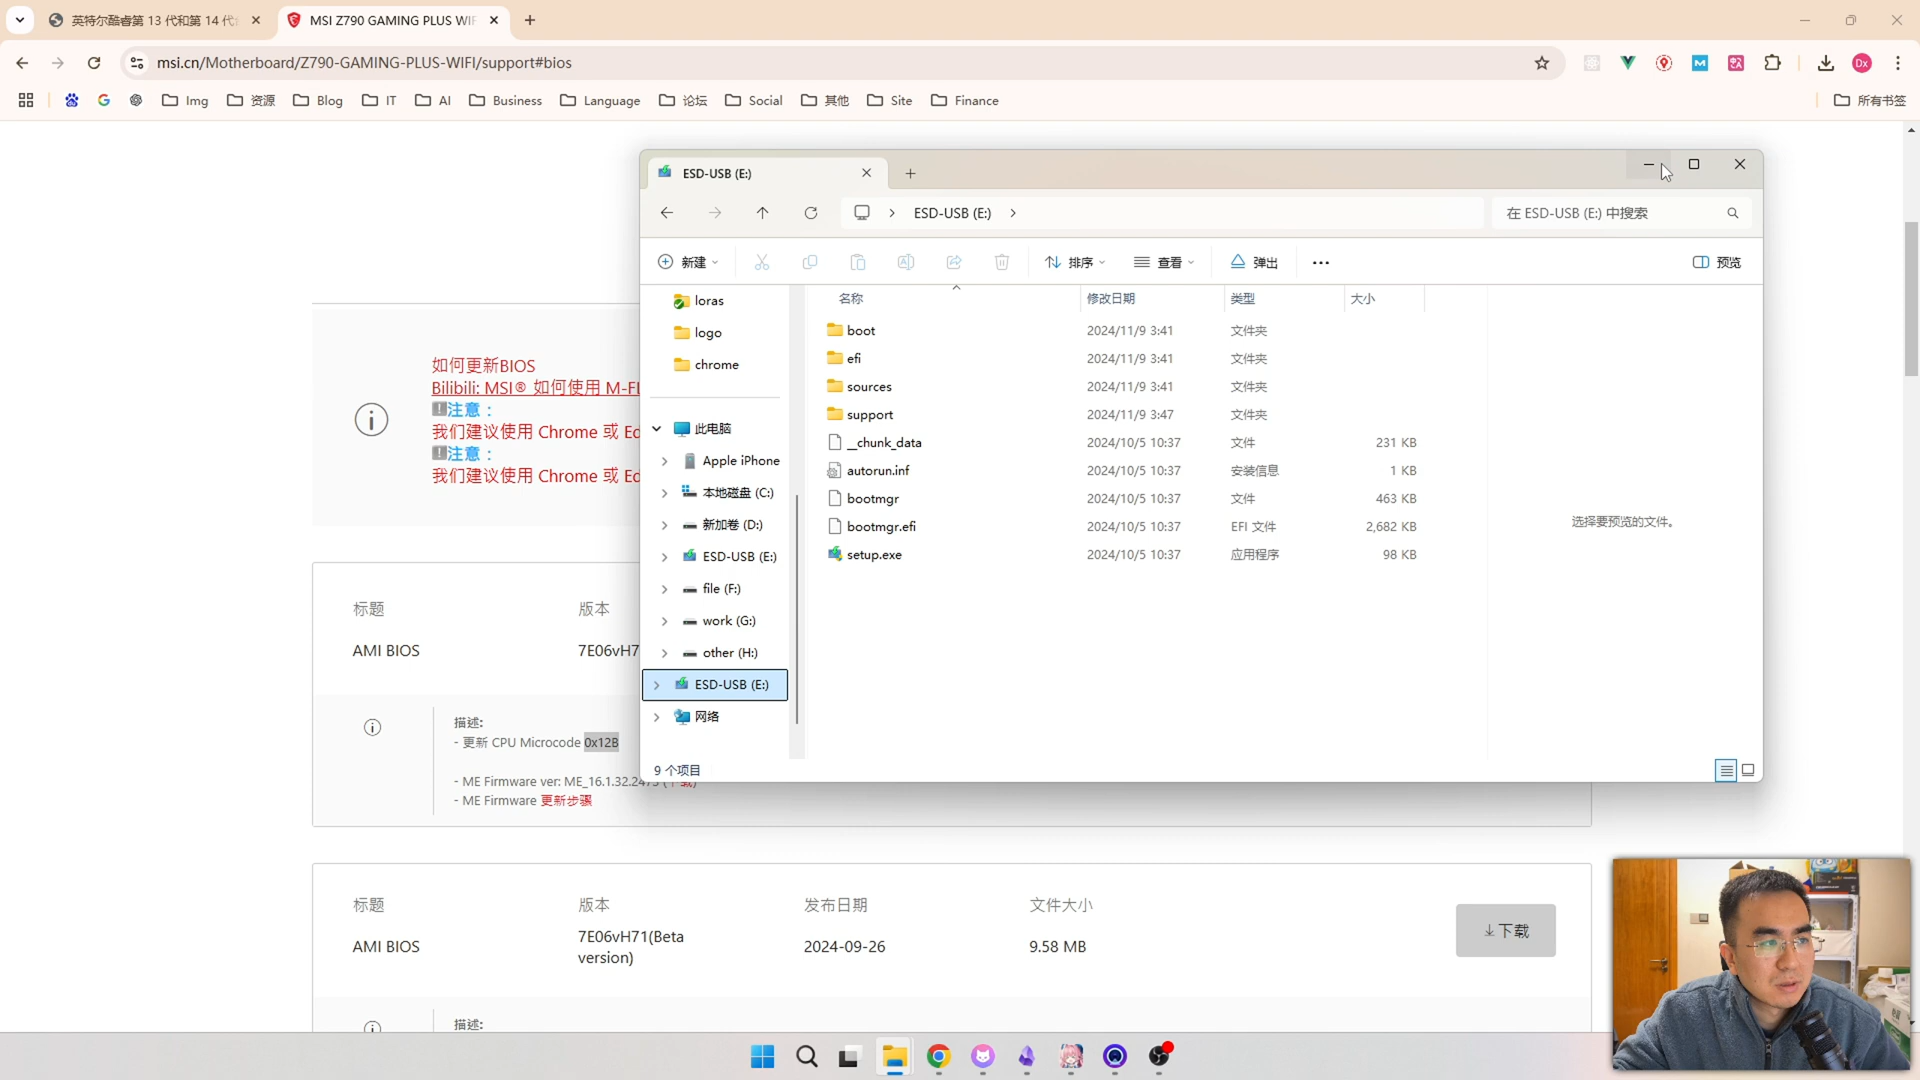 英特尔酷睿第 13 代和第 14 代
MSI Z790 GAMING PLUS WIF
msi.cn/Motherboard/Z790-GAMING-PLUS-WIFI/support#bios
Img
资源
Blog
IT
AI
Business
Language
论坛
Social
其他
Site
Finance
所有书签
ESD-USB (E:)
ESD-USB (E:)
在 ESD-USB (E:) 中搜索
新建
排序
查看
弹出
预览
loras
logo
chrome
此电脑
Apple iPhone
本地磁盘 (C:)
新加卷 (D:)
ESD-USB (E:)
file (F:)
work (G:)
other (H:)
ESD-USB (E:)
网络
名称 修改日期 类型 大小
boot 2024/11/9 3:41 文件夹
efi 2024/11/9 3:41 文件夹
sources 2024/11/9 3:41 文件夹
support 2024/11/9 3:47 文件夹
__chunk_data 2024/10/5 10:37 文件 231 KB
autorun.inf 2024/10/5 10:37 安装信息 1 KB
bootmgr 2024/10/5 10:37 文件 463 KB
bootmgr.efi 2024/10/5 10:37 EFI 文件 2,682 KB
setup.exe 2024/10/5 10:37 应用程序 98 KB
选择要预览的文件。
9 个项目
如何更新BIOS
Bilibili: MSI® 如何使用 M-FL
注意：
我们建议使用 Chrome 或 Ed
注意：
我们建议使用 Chrome 或 Ed
标题 版本
AMI BIOS 7E06vH7
描述:
- 更新 CPU Microcode 0x12B
- ME Firmware ver: ME_16.1.32.2473
- ME Firmware 更新步骤
标题 版本 发布日期 文件大小
AMI BIOS 7E06vH71(Beta version) 2024-09-26 9.58 MB
下载
描述: